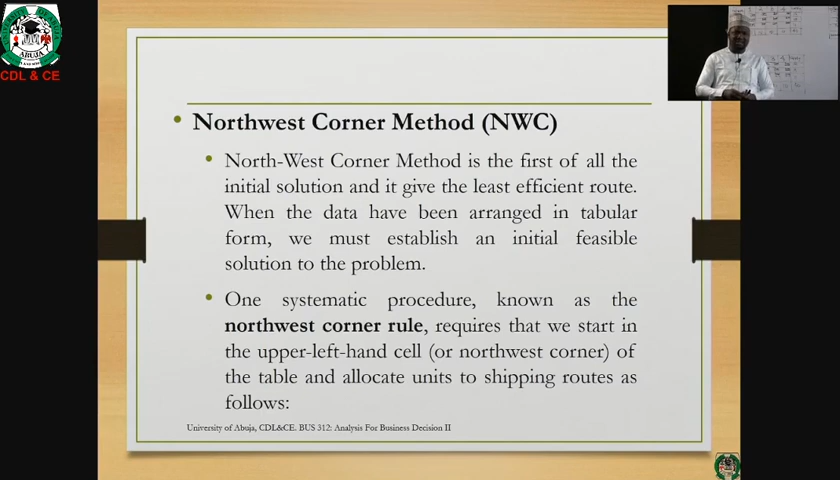 ABUJA
CDL & CE
Northwest Corner Method (NWC)
North-West Corner Method is the first of all the
initial solution and it give the least efficient route.
When the data have been arranged in tabular
form, we must establish an initial feasible
solution to the problem.
One systematic procedure, known as the
northwest corner rule, requires that we start in
the upper-left-hand cell (or northwest corner) of
the table and allocate units to shipping routes as
follows:
University of Abuja, CDL&CE. BUS 312: Analysis For Business Decision II